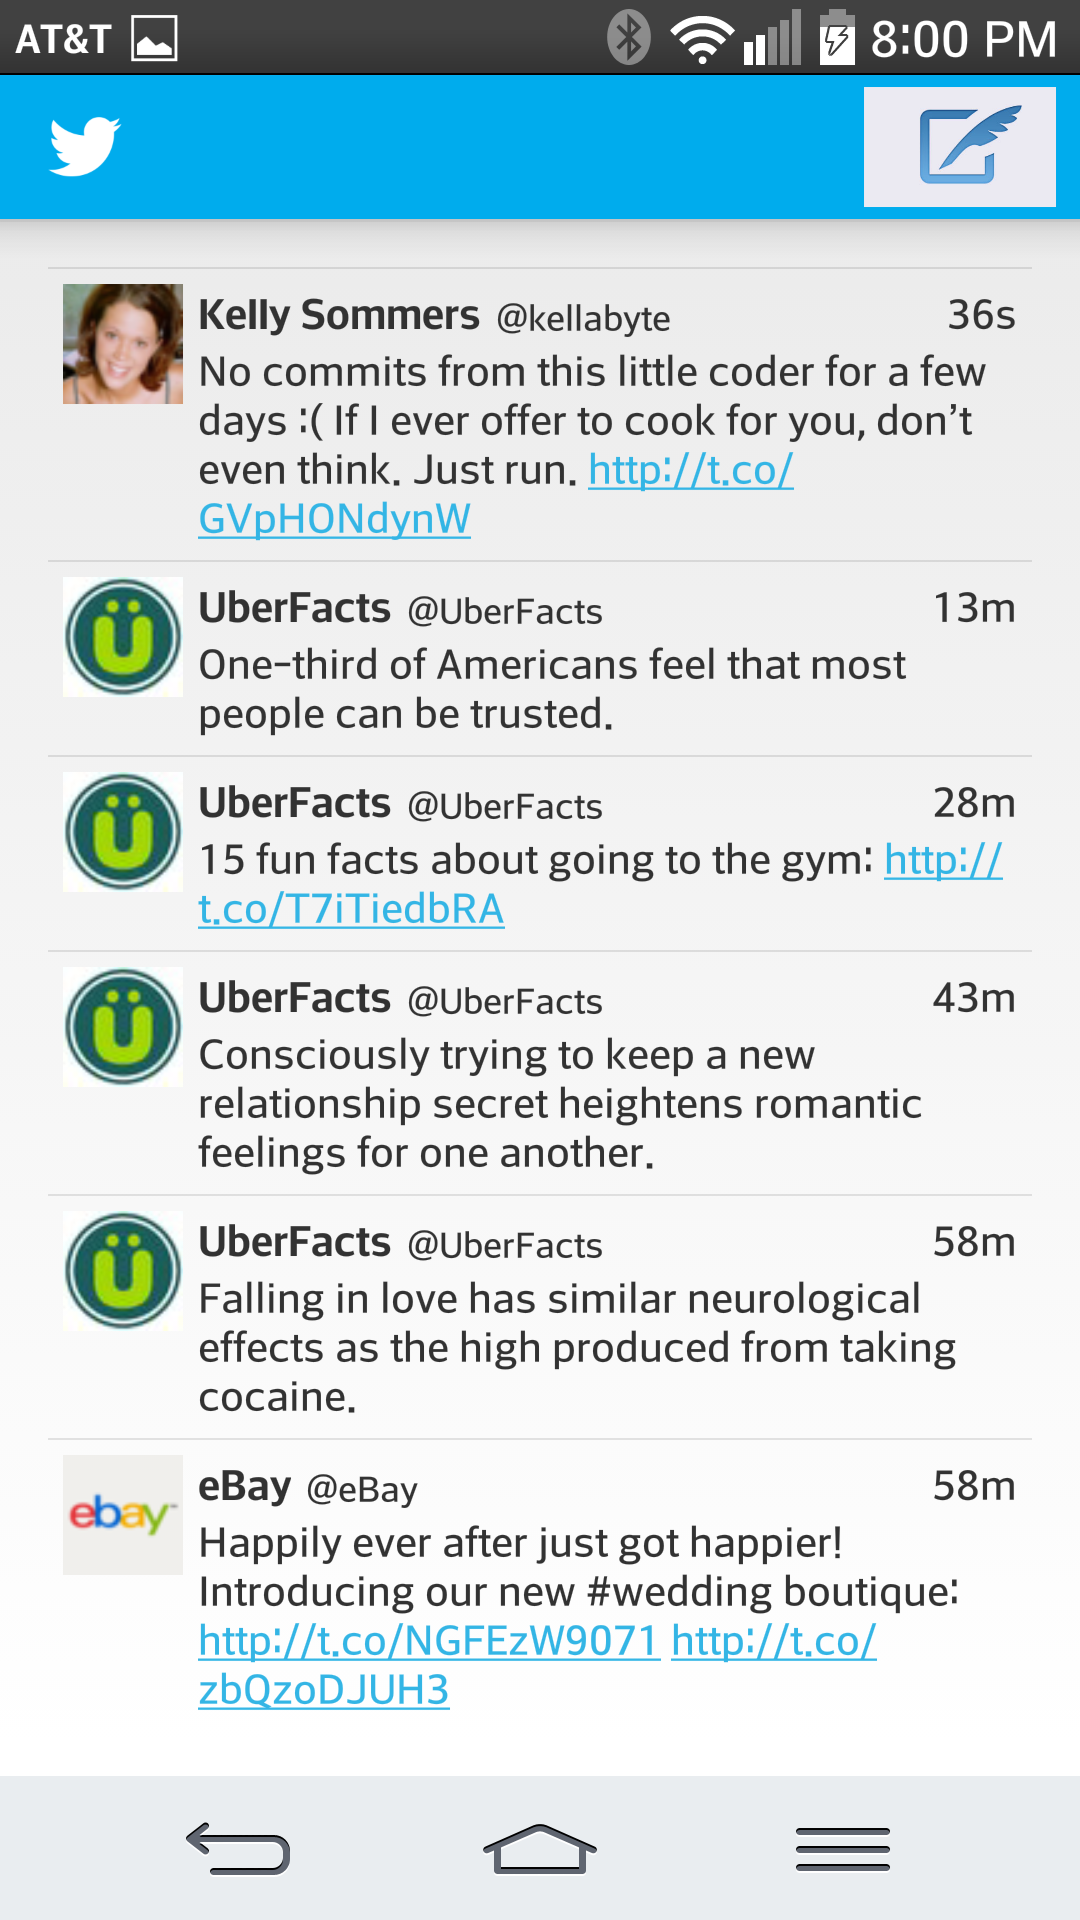 AT&T 8:00 PM
Kelly Sommers @kellabyte 36s
No commits from this little coder for a few
days :( If I ever offer to cook for you, don’t
even think. Just run. http://t.co/
GVpHONdynW
Ü
UberFacts @UberFacts 13m
One-third of Americans feel that most
people can be trusted.
Ü
UberFacts @UberFacts 28m
15 fun facts about going to the gym: http://
t.co/T7iTiedbRA
Ü
UberFacts @UberFacts 43m
Consciously trying to keep a new
relationship secret heightens romantic
feelings for one another.
Ü
UberFacts @UberFacts 58m
Falling in love has similar neurological
effects as the high produced from taking
cocaine.
ebay™
eBay @eBay 58m
Happily ever after just got happier!
Introducing our new #wedding boutique:
http://t.co/NGFEzW9071 http://t.co/
zbQzoDJUH3